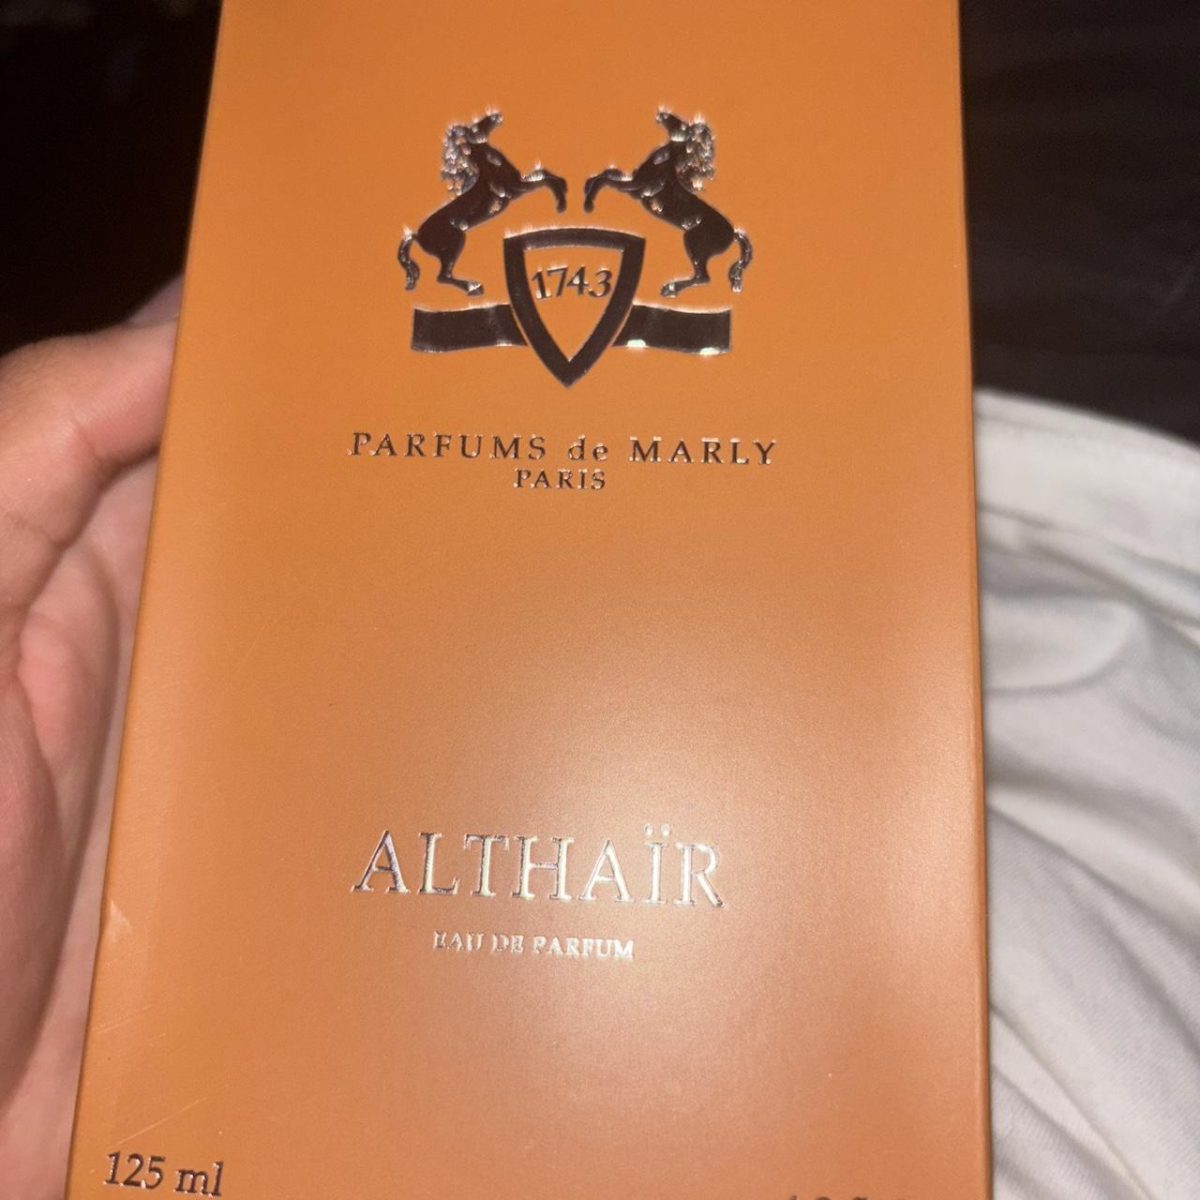 1743
PARFUMS de MARLY
PARIS
ALTHAÏR
EAU DE PARFUM
125 ml